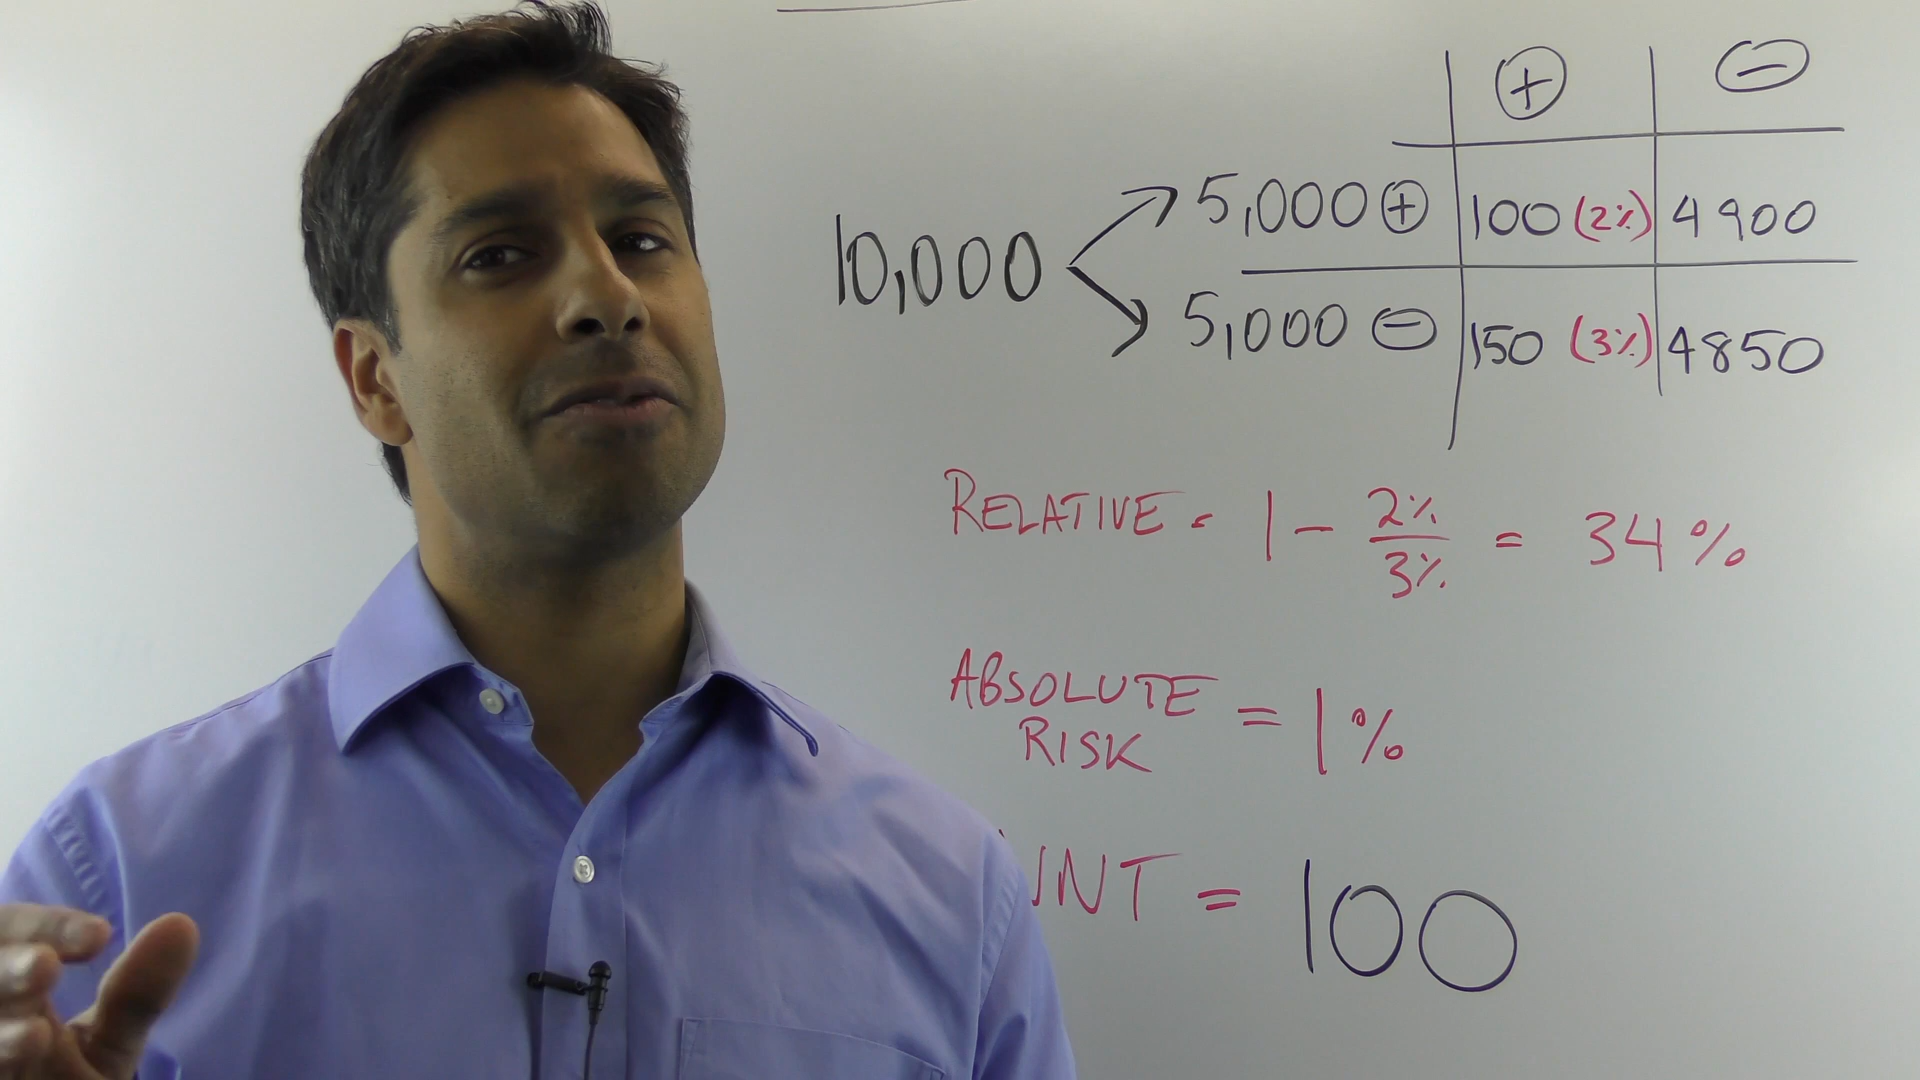 ⊕ ⊖
10,000
5,000 ⊕ 100 (2%) 4900
5,000 ⊖ 150 (3%) 4850
RELATIVE = 1 - 2% / 3% = 34%
ABSOLUTE
RISK = 1%
NNT = 100